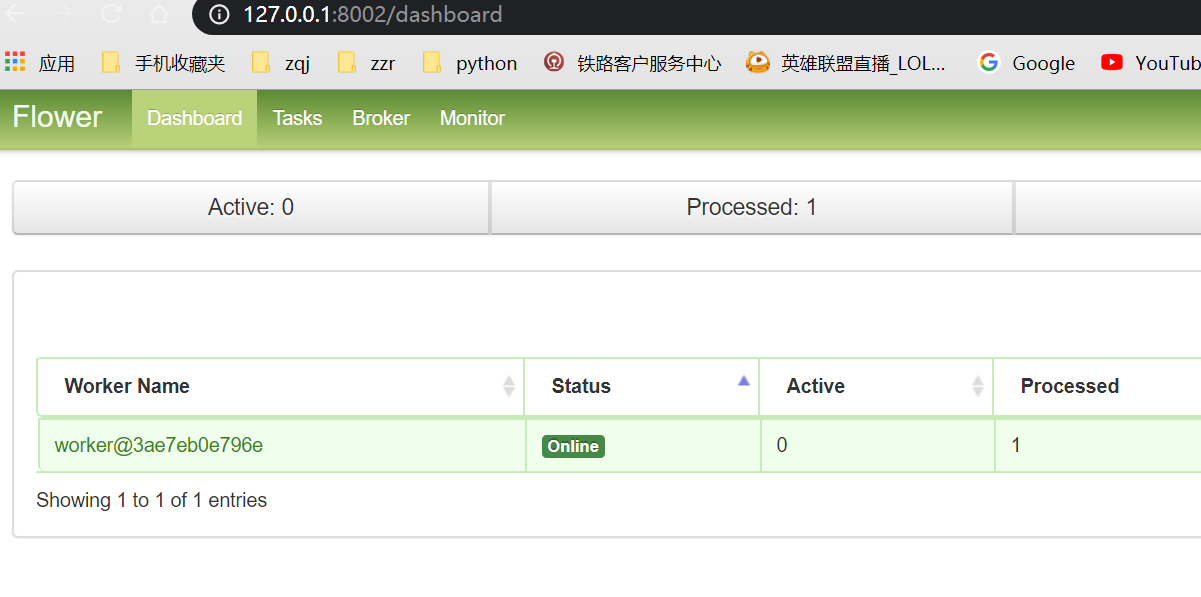 127.0.0.1:8002/dashboard
应用 手机收藏夹 zqj zzr python 铁路客户服务中心 英雄联盟直播_LOL... Google YouTub
Flower Dashboard Tasks Broker Monitor
Active: 0 Processed: 1
Worker Name Status Active Processed
worker@3ae7eb0e796e Online 0 1
Showing 1 to 1 of 1 entries